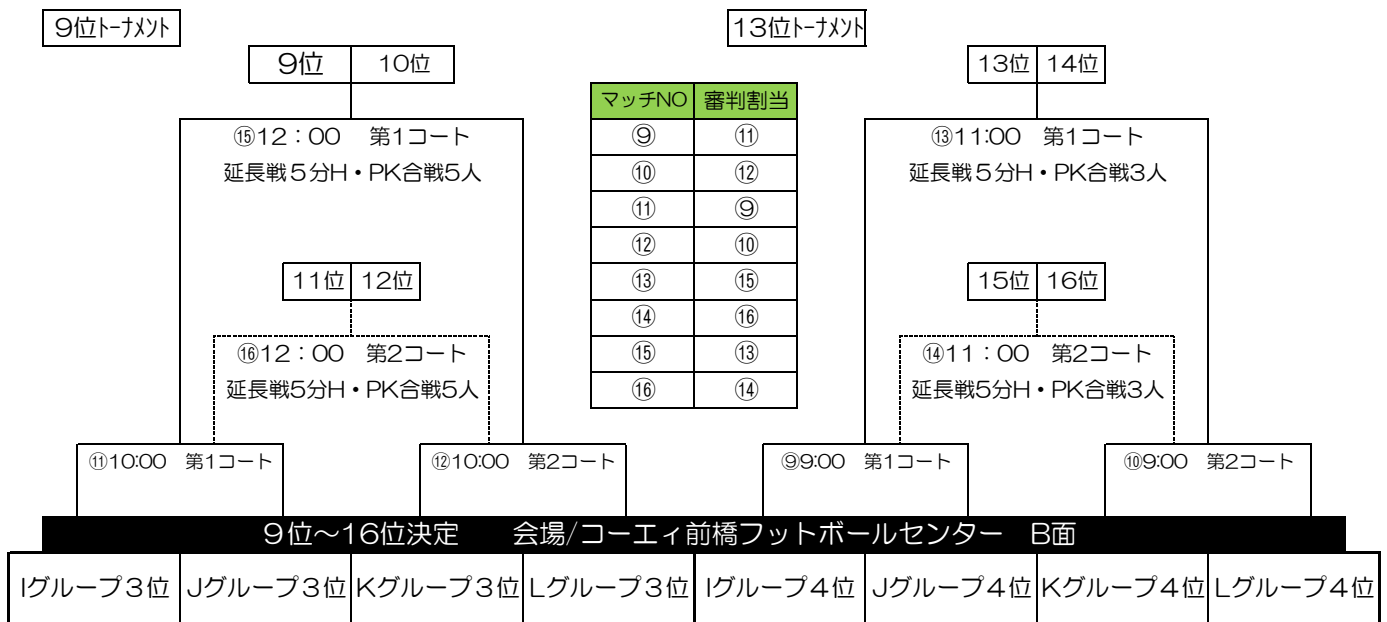 9位トーナメント
13位トーナメント
9位 10位
13位 14位
マッチNO 審判割当
⑨ ⑪
⑩ ⑫
⑪ ⑨
⑫ ⑩
⑬ ⑮
⑭ ⑯
⑮ ⑬
⑯ ⑭
⑮12：00 第1コート
延長戦5分H・PK合戦5人
⑬11:00 第1コート
延長戦5分H・PK合戦3人
11位 12位
15位 16位
⑯12：00 第2コート
延長戦5分H・PK合戦5人
⑭11：00 第2コート
延長戦5分H・PK合戦3人
⑪10:00 第1コート
⑫10:00 第2コート
⑨9:00 第1コート
⑩9:00 第2コート
9位～16位決定 会場/コーエィ前橋フットボールセンター B面
Iグループ3位 Jグループ3位 Kグループ3位 Lグループ3位 Iグループ4位 Jグループ4位 Kグループ4位 Lグループ4位